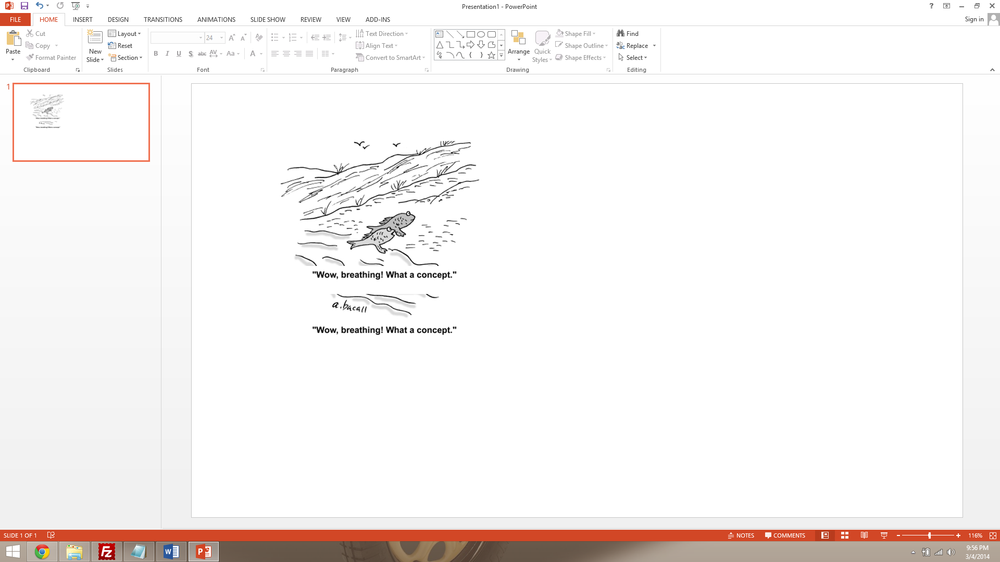 Presentation1 - PowerPoint
?
FILE HOME INSERT DESIGN TRANSITIONS ANIMATIONS SLIDE SHOW REVIEW VIEW ADD-INS Sign in
Paste
Cut
Copy
Format Painter
Clipboard
New
Slide
Layout
Reset
Section
Slides
24
B I U S abc AV Aa A
Font
Text Direction
Align Text
Convert to SmartArt
Paragraph
Arrange
Quick
Styles
Shape Fill
Shape Outline
Shape Effects
Drawing
Find
Replace
Select
Editing
1
"Wow, breathing! What a concept."
a.bacall
"Wow, breathing! What a concept."
SLIDE 1 OF 1 NOTES COMMENTS 116%
9:56 PM
3/4/2014